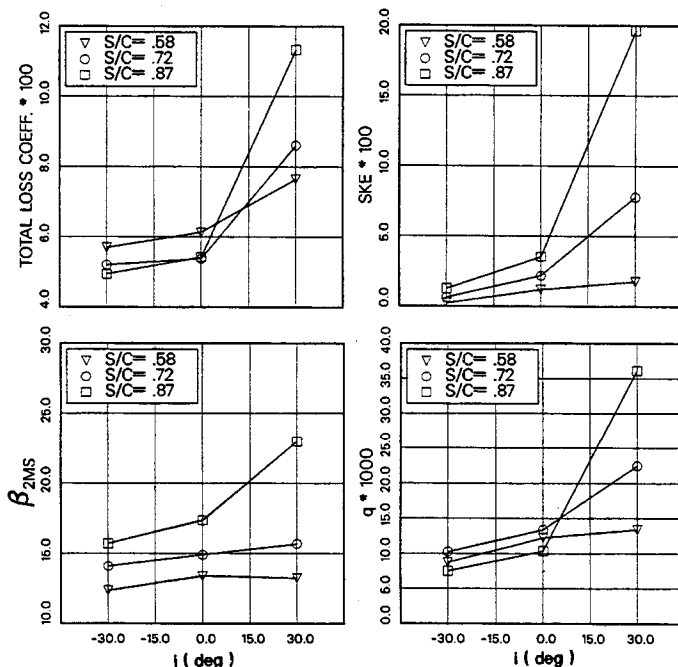 TOTAL LOSS COEFF. * 100
12.0
10.0
8.0
6.0
4.0
S/C= .58
S/C= .72
S/C= .87
SKE * 100
20.0
15.0
10.0
5.0
0.0
S/C= .58
S/C= .72
S/C= .87
β2MS
30.0
25.0
20.0
15.0
10.0
S/C= .58
S/C= .72
S/C= .87
-30.0 -15.0 0.0 15.0 30.0
i ( deg )
q * 1000
40.0
35.0
30.0
25.0
20.0
15.0
10.0
5.0
0.0
S/C= .58
S/C= .72
S/C= .87
-30.0 -15.0 0.0 15.0 30.0
i ( deg )